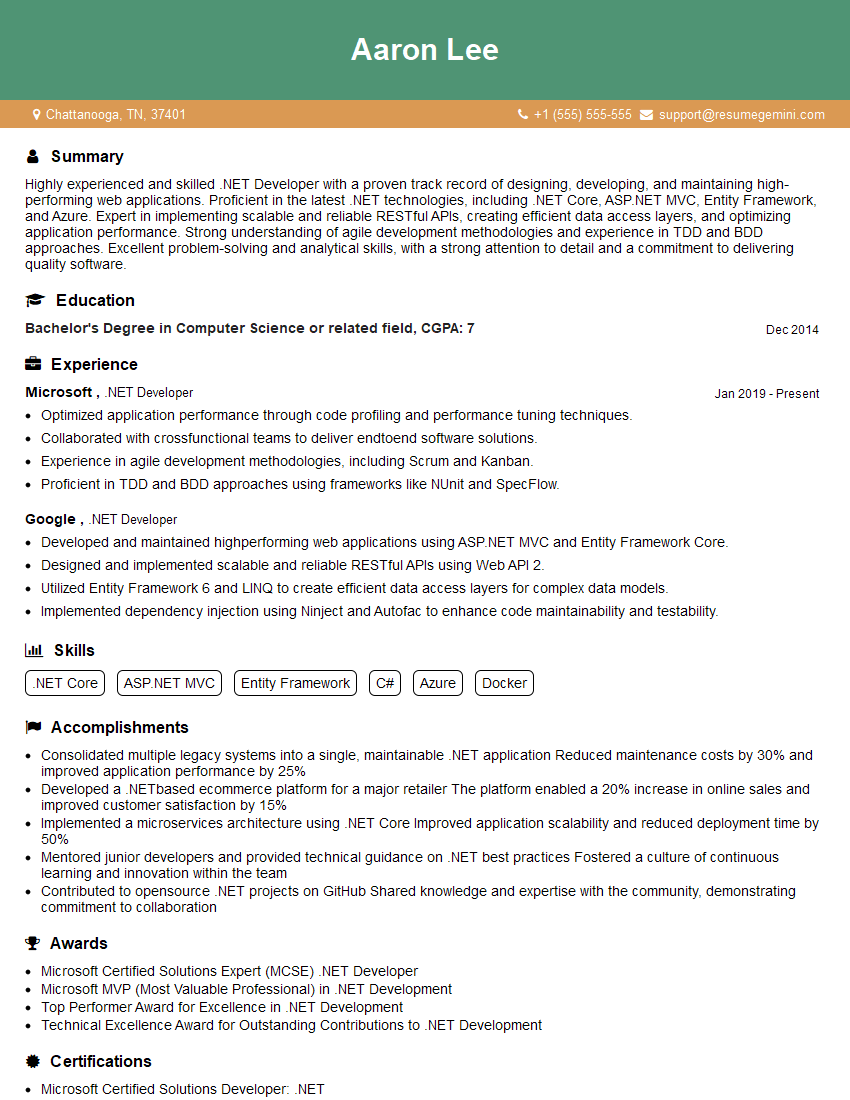 Aaron Lee
Chattanooga, TN, 37401
+1 (555) 555-555 support@resumegemini.com
Summary
Highly experienced and skilled .NET Developer with a proven track record of designing, developing, and maintaining high-
performing web applications. Proficient in the latest .NET technologies, including .NET Core, ASP.NET MVC, Entity Framework,
and Azure. Expert in implementing scalable and reliable RESTful APIs, creating efficient data access layers, and optimizing
application performance. Strong understanding of agile development methodologies and experience in TDD and BDD
approaches. Excellent problem-solving and analytical skills, with a strong attention to detail and a commitment to delivering
quality software.
Education
Bachelor's Degree in Computer Science or related field, CGPA: 7 Dec 2014
Experience
Microsoft , .NET Developer Jan 2019 - Present
• Optimized application performance through code profiling and performance tuning techniques.
• Collaborated with crossfunctional teams to deliver endtoend software solutions.
• Experience in agile development methodologies, including Scrum and Kanban.
• Proficient in TDD and BDD approaches using frameworks like NUnit and SpecFlow.
Google , .NET Developer
• Developed and maintained highperforming web applications using ASP.NET MVC and Entity Framework Core.
• Designed and implemented scalable and reliable RESTful APIs using Web API 2.
• Utilized Entity Framework 6 and LINQ to create efficient data access layers for complex data models.
• Implemented dependency injection using Ninject and Autofac to enhance code maintainability and testability.
Skills
.NET Core ASP.NET MVC Entity Framework C# Azure Docker
Accomplishments
• Consolidated multiple legacy systems into a single, maintainable .NET application Reduced maintenance costs by 30% and
improved application performance by 25%
• Developed a .NETbased ecommerce platform for a major retailer The platform enabled a 20% increase in online sales and
improved customer satisfaction by 15%
• Implemented a microservices architecture using .NET Core Improved application scalability and reduced deployment time by
50%
• Mentored junior developers and provided technical guidance on .NET best practices Fostered a culture of continuous
learning and innovation within the team
• Contributed to opensource .NET projects on GitHub Shared knowledge and expertise with the community, demonstrating
commitment to collaboration
Awards
• Microsoft Certified Solutions Expert (MCSE) .NET Developer
• Microsoft MVP (Most Valuable Professional) in .NET Development
• Top Performer Award for Excellence in .NET Development
• Technical Excellence Award for Outstanding Contributions to .NET Development
Certifications
• Microsoft Certified Solutions Developer: .NET